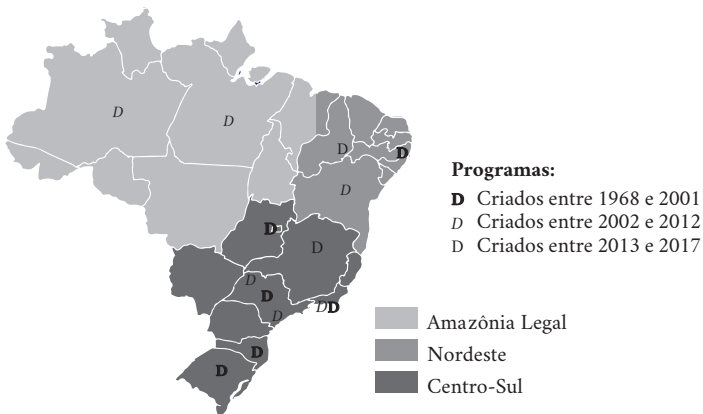 D
D
D
D
D
D
D
D
D
D
DD
D
D
Programas:
D Criados entre 1968 e 2001
D Criados entre 2002 e 2012
D Criados entre 2013 e 2017
Amazônia Legal
Nordeste
Centro-Sul